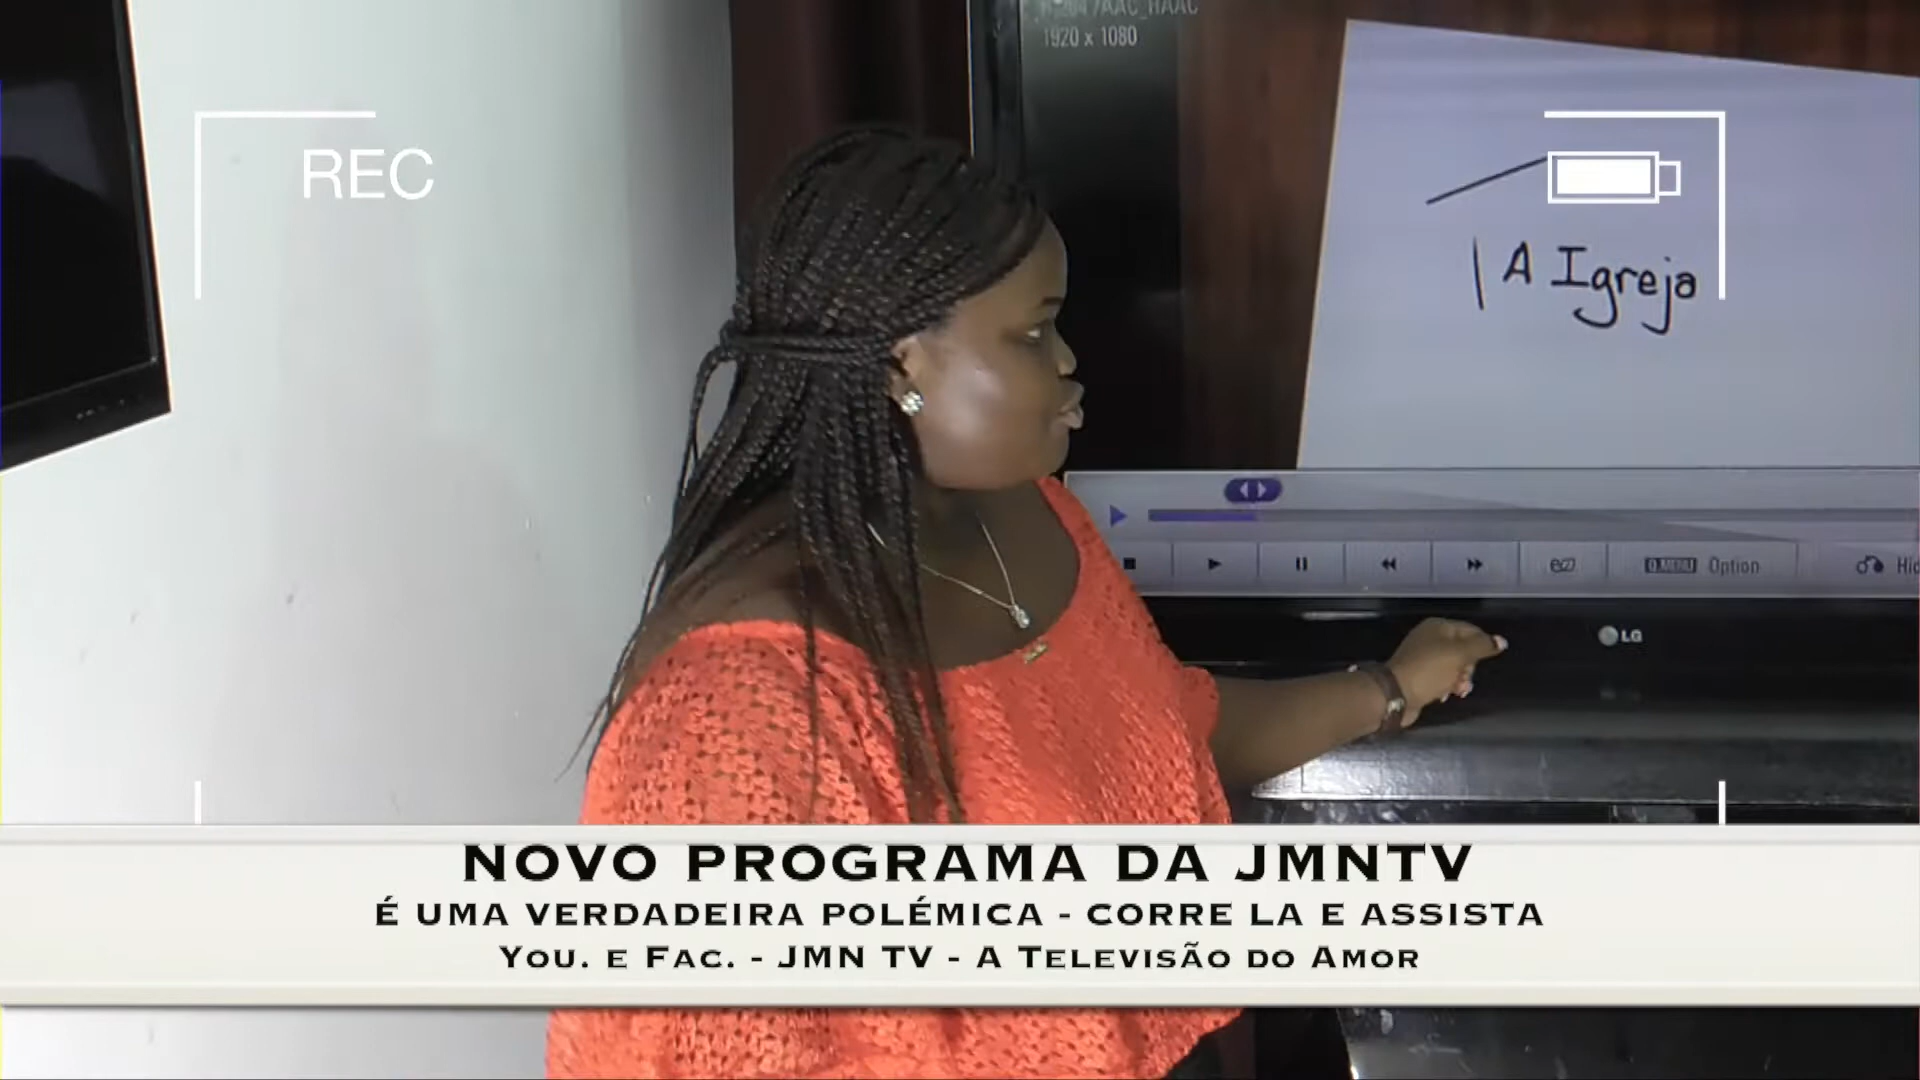 1920 x 1080
REC
| A Igreja
Option
LG
NOVO PROGRAMA DA JMNTV
É UMA VERDADEIRA POLÉMICA - CORRE LA E ASSISTA
You. e Fac. - JMN TV - A Televisão do Amor